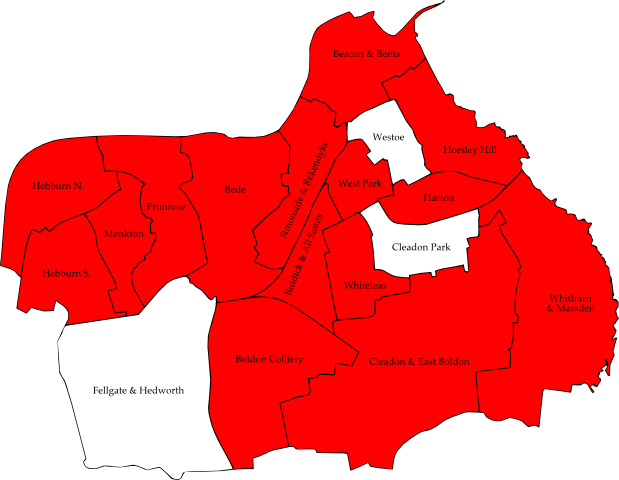 Beacon & Bents
Westoe
Horsley Hill
Simonside & Rekendyke
Hebburn N.
Bede
West Park
Harton
Primrose
Monkton
Biddick & All Saints
Cleadon Park
Hebburn S.
Whiteleas
Whitburn
& Marsden
Boldon Colliery
Cleadon & East Boldon
Fellgate & Hedworth